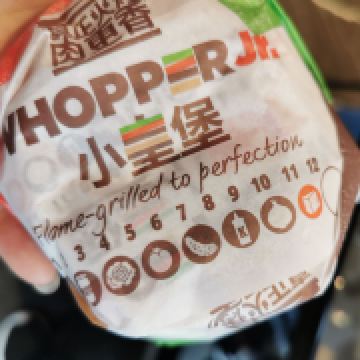 WHOPPER Jr.
小皇堡
Flame-grilled to perfection
3 4 5 6 7 8 9 10 11 12